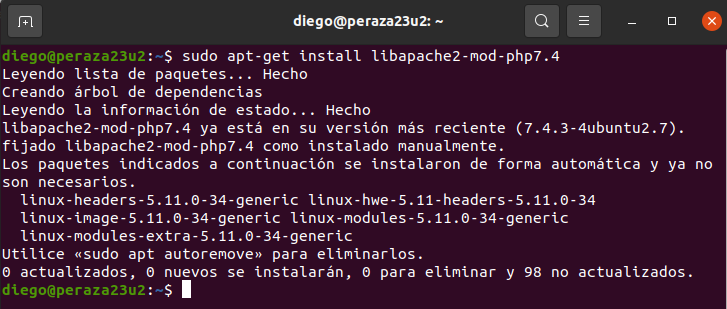 diego@peraza23u2: ~
diego@peraza23u2:~$ sudo apt-get install libapache2-mod-php7.4
Leyendo lista de paquetes... Hecho
Creando árbol de dependencias
Leyendo la información de estado... Hecho
libapache2-mod-php7.4 ya está en su versión más reciente (7.4.3-4ubuntu2.7).
fijado libapache2-mod-php7.4 como instalado manualmente.
Los paquetes indicados a continuación se instalaron de forma automática y ya no
son necesarios.
  linux-headers-5.11.0-34-generic linux-hwe-5.11-headers-5.11.0-34
  linux-image-5.11.0-34-generic linux-modules-5.11.0-34-generic
  linux-modules-extra-5.11.0-34-generic
Utilice «sudo apt autoremove» para eliminarlos.
0 actualizados, 0 nuevos se instalarán, 0 para eliminar y 98 no actualizados.
diego@peraza23u2:~$